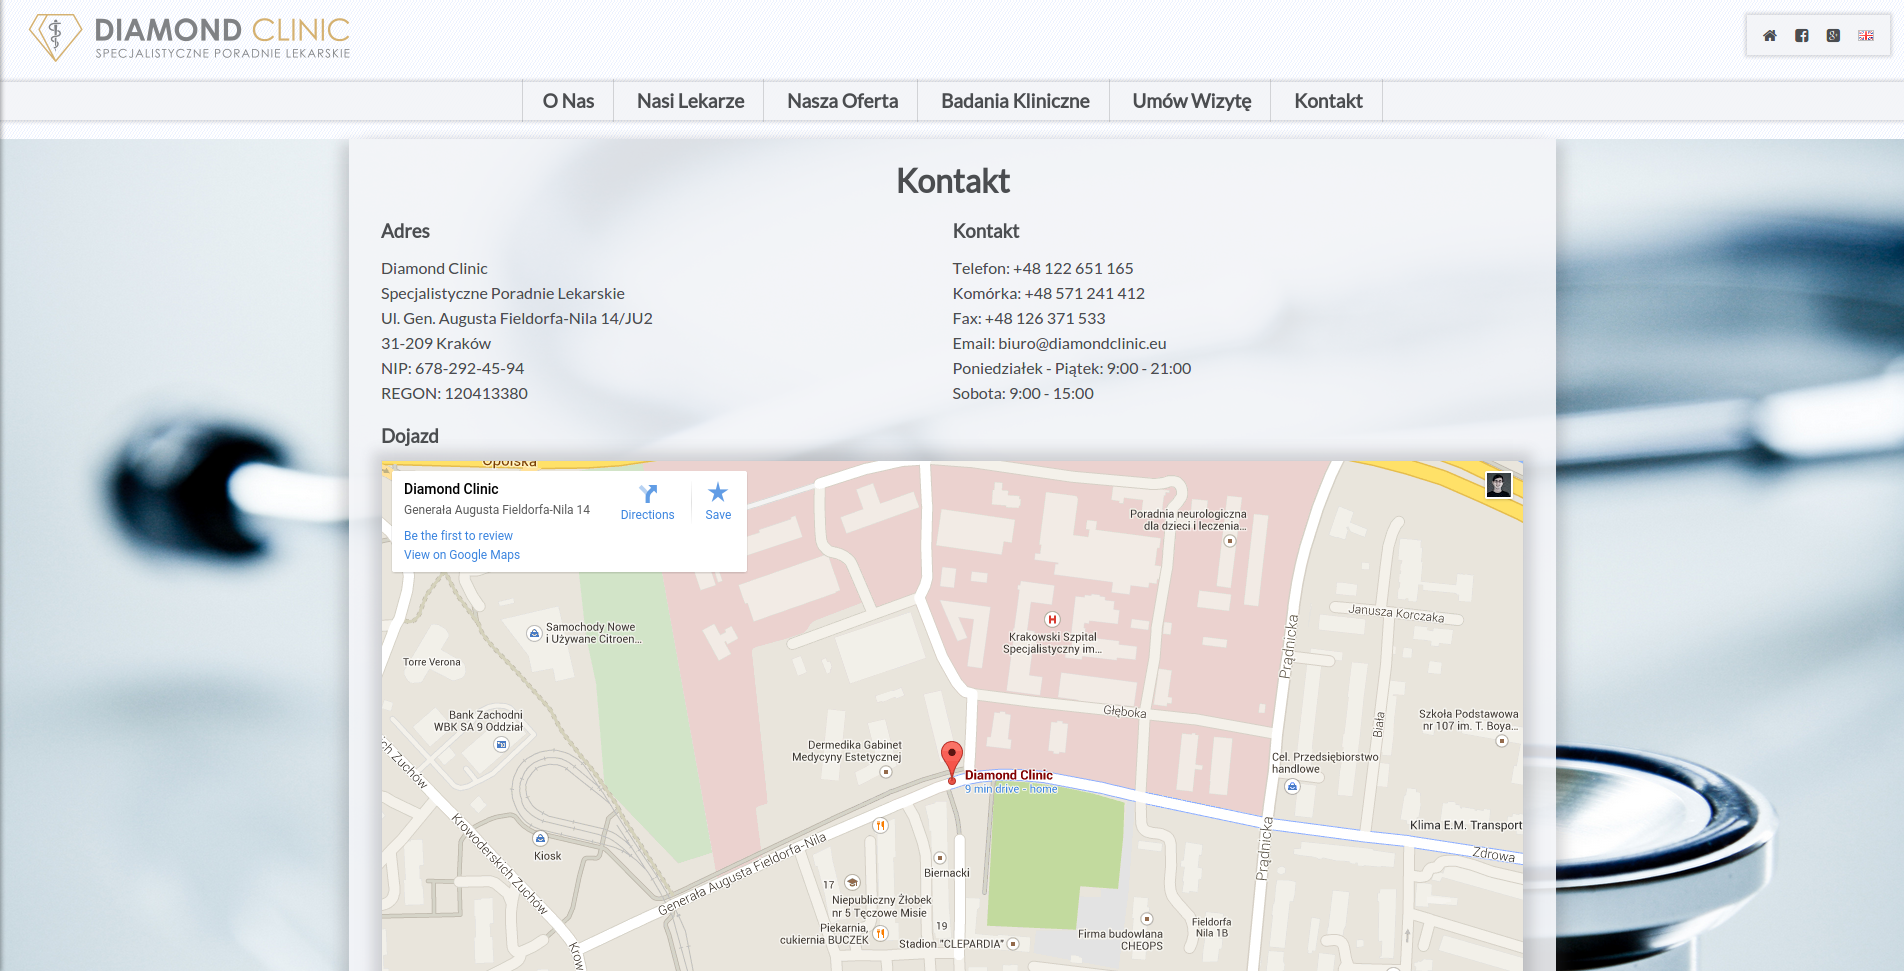 DIAMOND CLINIC
SPECJALISTYCZNE PORADNIE LEKARSKIE
O Nas
Nasi Lekarze
Nasza Oferta
Badania Kliniczne
Umów Wizytę
Kontakt
Kontakt
Adres
Diamond Clinic
Specjalistyczne Poradnie Lekarskie
Ul. Gen. Augusta Fieldorfa-Nila 14/JU2
31-209 Kraków
NIP: 678-292-45-94
REGON: 120413380
Kontakt
Telefon: +48 122 651 165
Komórka: +48 571 241 412
Fax: +48 126 371 533
Email: biuro@diamondclinic.eu
Poniedziałek - Piątek: 9:00 - 21:00
Sobota: 9:00 - 15:00
Dojazd
Opolska
Diamond Clinic
Generała Augusta Fieldorfa-Nila 14
Be the first to review
View on Google Maps
Directions
Save
Poradnia neurologiczna
dla dzieci i leczenia...
Janusza Korczaka
Samochody Nowe
i Używane Citroen...
H
Krakowski Szpital
Specjalistyczny im...
Prądnicka
Torre Verona
Bank Zachodni
WBK SA 9 Oddział
Głęboka
Biała
Szkoła Podstawowa
nr 107 im. T. Boya...
Dermedika Gabinet
Medycyny Estetycznej
Cel. Przedsiębiorstwo
handlowe
Diamond Clinic
9 min drive - home
ich Zuchów
Krowoderskich Zuchów
Kiosk
Generała Augusta Fieldorfa-Nila
Prądnicka
Klima E.M. Transport
Zdrowa
Biernacki
17
Niepubliczny Żłobek
nr 5 Tęczowe Misie
Piekarnia,
cukiernia BUCZEK
19
Stadion "CLEPARDIA"
Firma budowlana
CHEOPS
Fieldorfa
Nila 1B
Krow